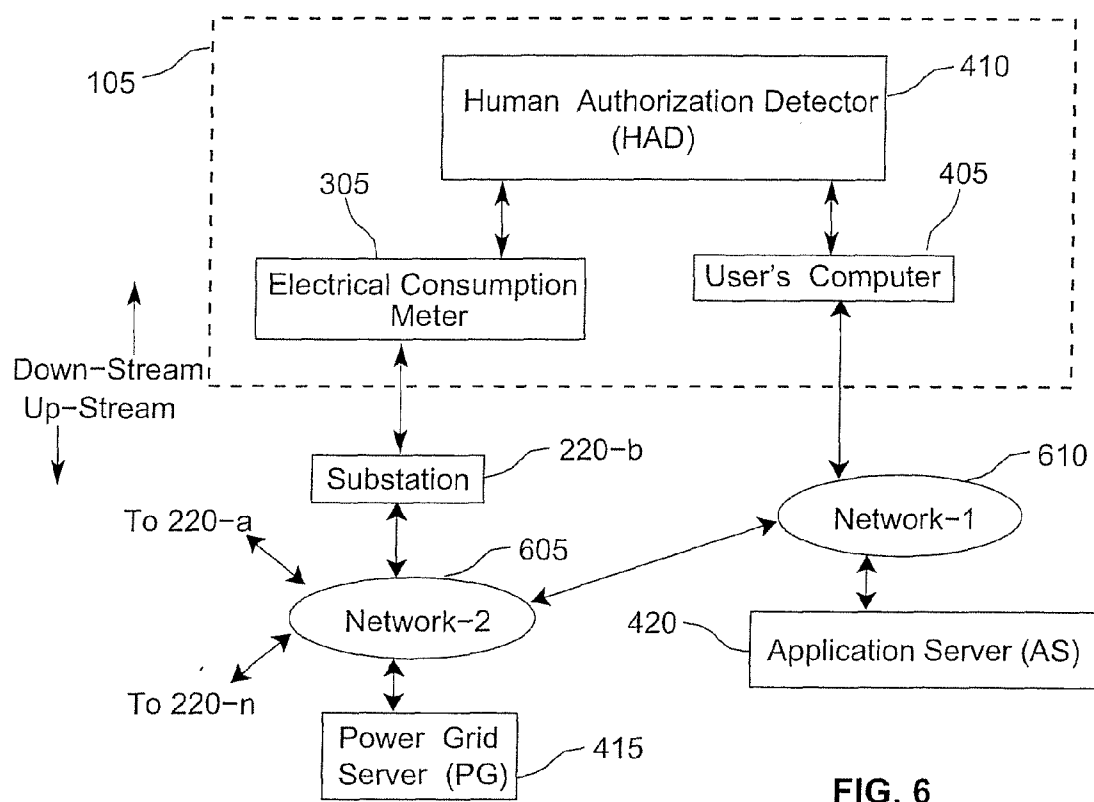 105
410
Human Authorization Detector
(HAD)
305
405
Electrical Consumption
Meter
User's Computer
Down-Stream
Up-Stream
Substation
220-b
610
To 220-a
Network-1
605
Network-2
420
Application Server (AS)
To 220-n
Power Grid
Server (PG)
415
FIG. 6